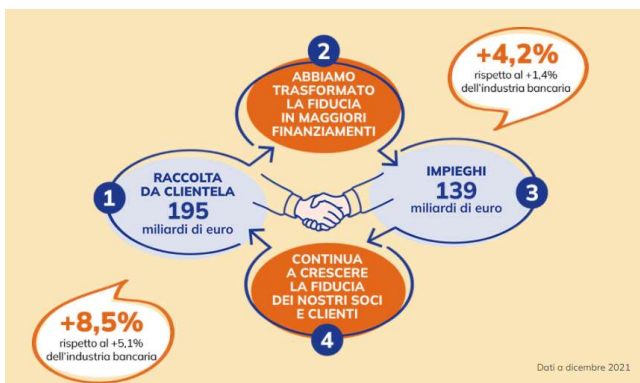 2
ABBIAMO
TRASFORMATO
LA FIDUCIA
IN MAGGIORI
FINANZIAMENTI
+4,2%
rispetto al +1,4%
dell'industria bancaria
1
RACCOLTA
DA CLIENTELA
195
miliardi di euro
IMPIEGHI
139
miliardi di euro
3
CONTINUA
A CRESCERE
LA FIDUCIA
DEI NOSTRI SOCI
E CLIENTI
4
+8,5%
rispetto al +5,1%
dell'industria bancaria
Dati a dicembre 2021